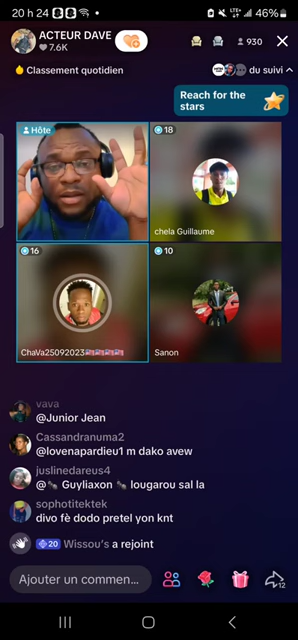 20 h 24
LTE+
46%
ACTEUR DAVE
7.6K
930
Classement quotidien
du suivi
Reach for the
stars
Hôte
18
chela Guillaume
16
10
ChaVa25092023
Sanon
vava
@Junior Jean
Cassandranuma2
@lovenapardieu1 m dako avew
juslinedareus4
@🐜 Guyliaxon 🐜 lougarou sal la
sophotitektek
divo fè dodo pretel yon knt
20 Wissou's a rejoint
Ajouter un commen...
12